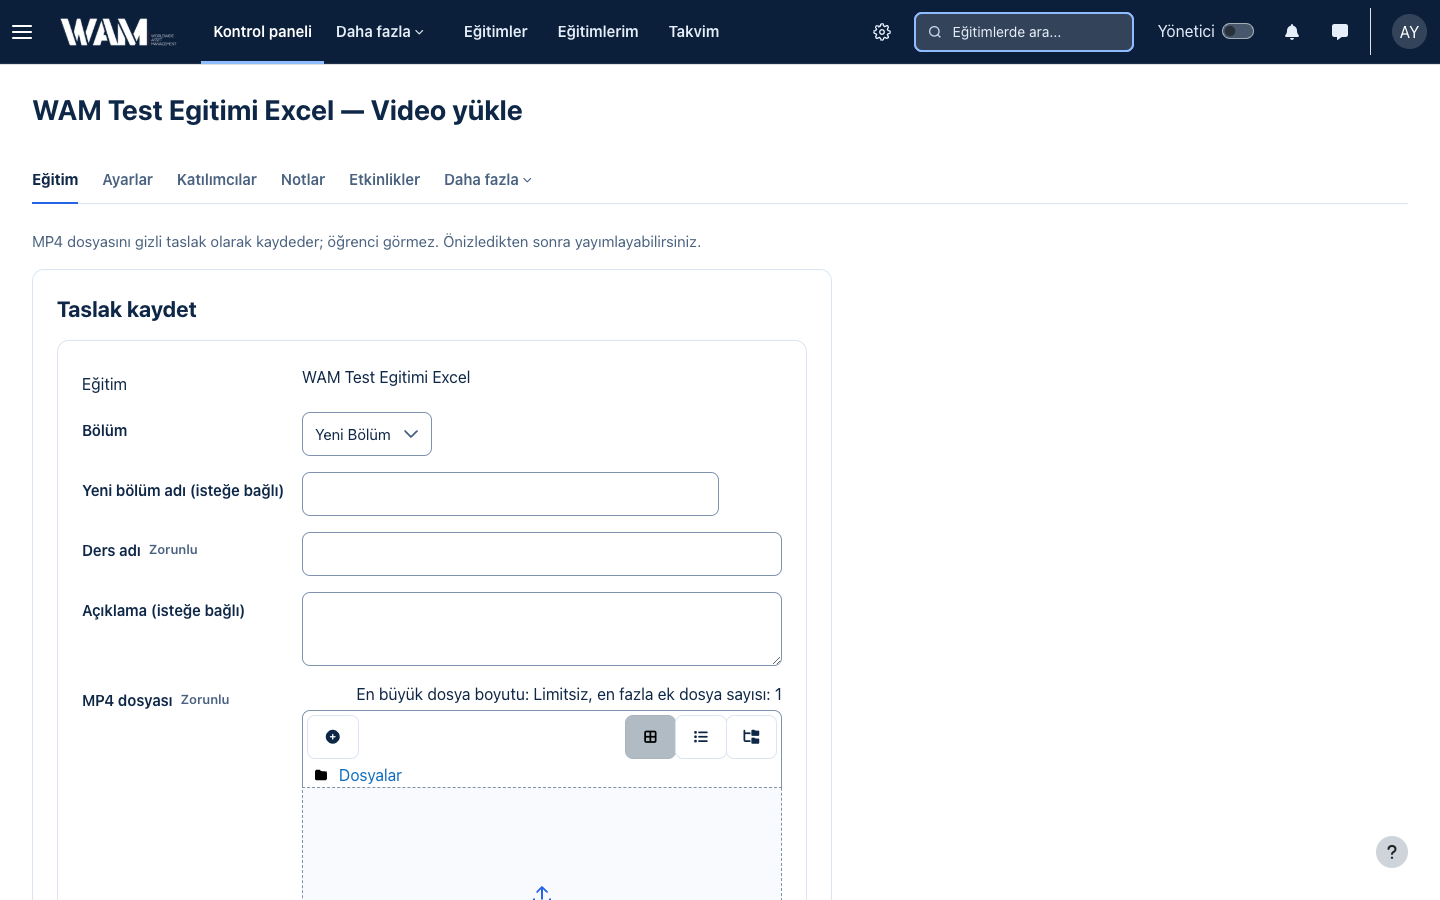 WAM
Kontrol paneli
Daha fazla
Eğitimler
Eğitimlerim
Takvim
Eğitimlerde ara...
Yönetici
AY
WAM Test Egitimi Excel — Video yükle
Eğitim
Ayarlar
Katılımcılar
Notlar
Etkinlikler
Daha fazla
MP4 dosyasını gizli taslak olarak kaydeder; öğrenci görmez. Önizledikten sonra yayımlayabilirsiniz.
Taslak kaydet
Eğitim
WAM Test Egitimi Excel
Bölüm
Yeni Bölüm
Yeni bölüm adı (isteğe bağlı)
Ders adı Zorunlu
Açıklama (isteğe bağlı)
MP4 dosyası Zorunlu
En büyük dosya boyutu: Limitsiz, en fazla ek dosya sayısı: 1
Dosyalar
?